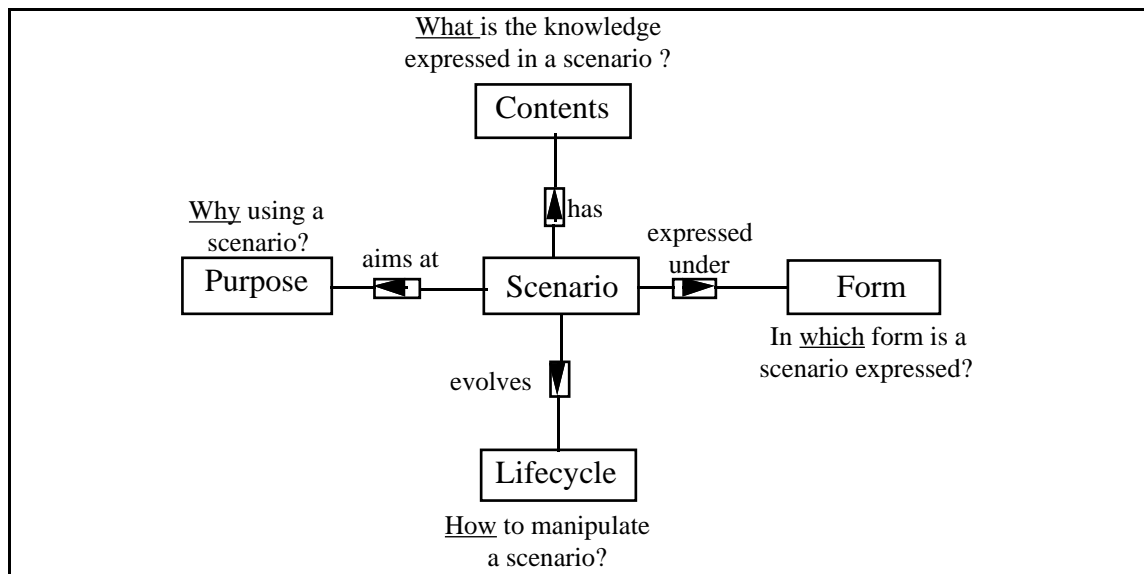 What is the knowledge
expressed in a scenario ?
Contents
has
Why using a
scenario?
Purpose
aims at
Scenario
expressed
under
Form
In which form is a
scenario expressed?
evolves
Lifecycle
How to manipulate
a scenario?